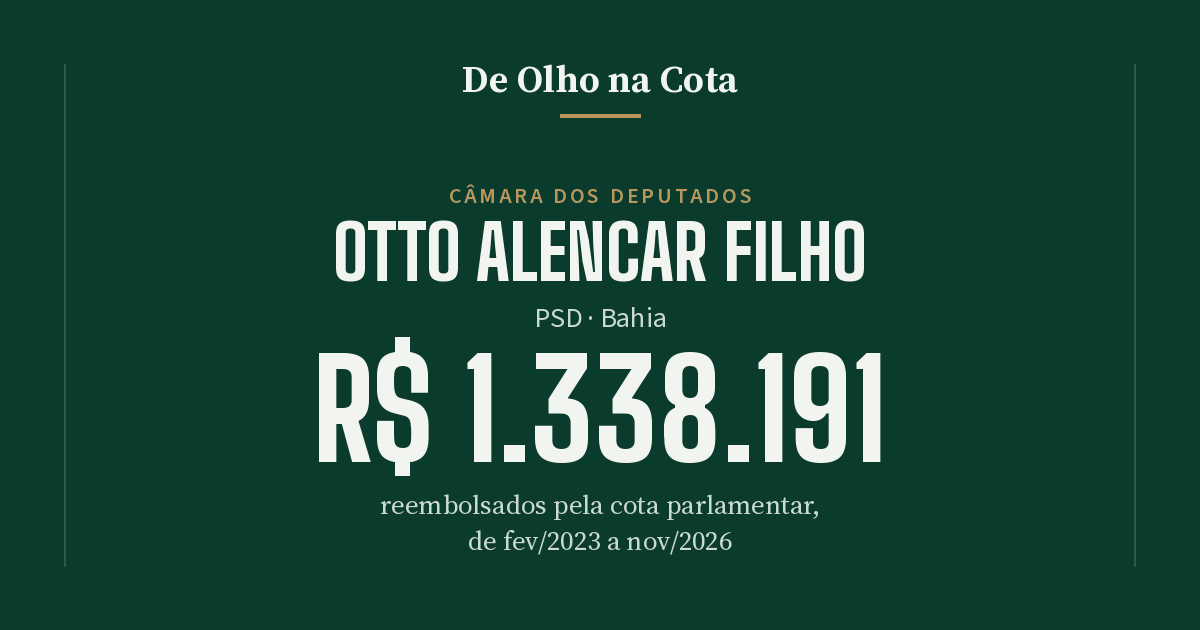 De Olho na Cota
CÂMARA DOS DEPUTADOS
OTTO ALENCAR FILHO
PSD · Bahia
R$ 1.338.191
reembolsados pela cota parlamentar,
de fev/2023 a nov/2026